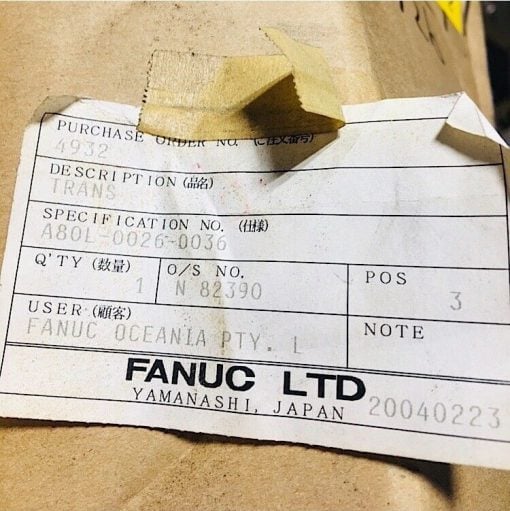 PURCHASE ORDER NO. (ご注文番号)
4932
DESCRIPTION (品名)
TRANS
SPECIFICATION NO. (仕様)
A80L-0026-0036
Q'TY (数量) O/S NO. POS
1 N 82390 3
USER (顧客) NOTE
FANUC OCEANIA PTY. L
FANUC LTD
YAMANASHI, JAPAN 20040223